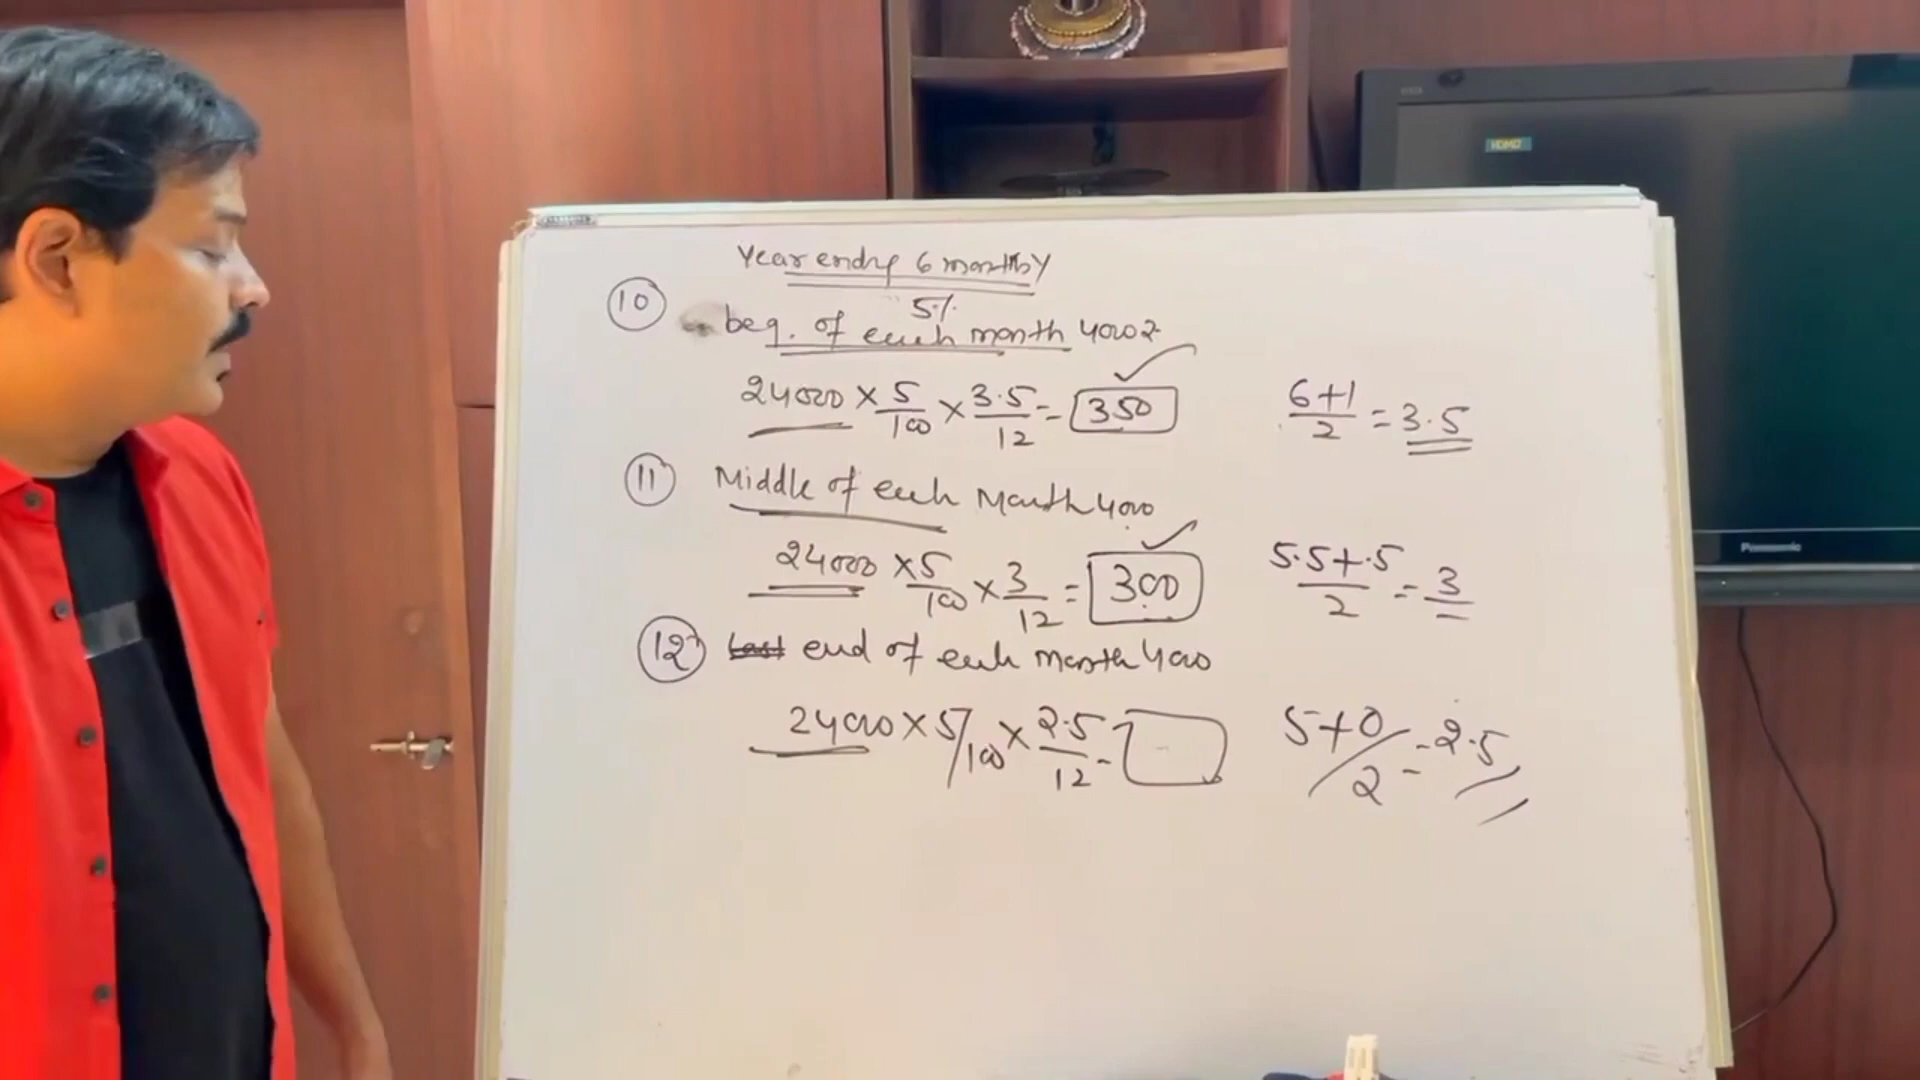 Year ending 6 monthly
5%
10 beg. of each month 4000
24000 × 5/100 × 3.5/12 = 350
6+1/2 = 3.5
11 Middle of each Month 4000
24000 × 5/100 × 3/12 = 300
5.5+.5/2 = 3
12 Last end of each month 4000
24000 × 5/100 × 2.5/12 =
5+0/2 = 2.5
Panasonic